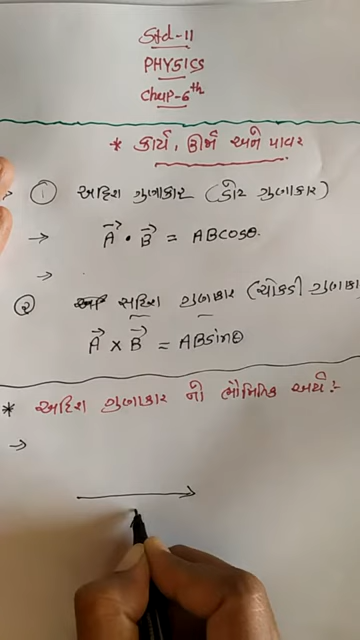 Std-11
PHYSICS
Chap-6th
* કાર્ય, ઊર્જા અને પાવર
① અદિશ ગુણાકાર (ડોટ ગુણાકાર)
→ A⃗ · B⃗ = ABcosθ.
→
② સદિશ ગુણાકાર (ચોકડી ગુણાકા
A⃗ × B⃗ = ABsinθ
* અદિશ ગુણાકાર નો ભૌમિતિક અર્થ:-
→